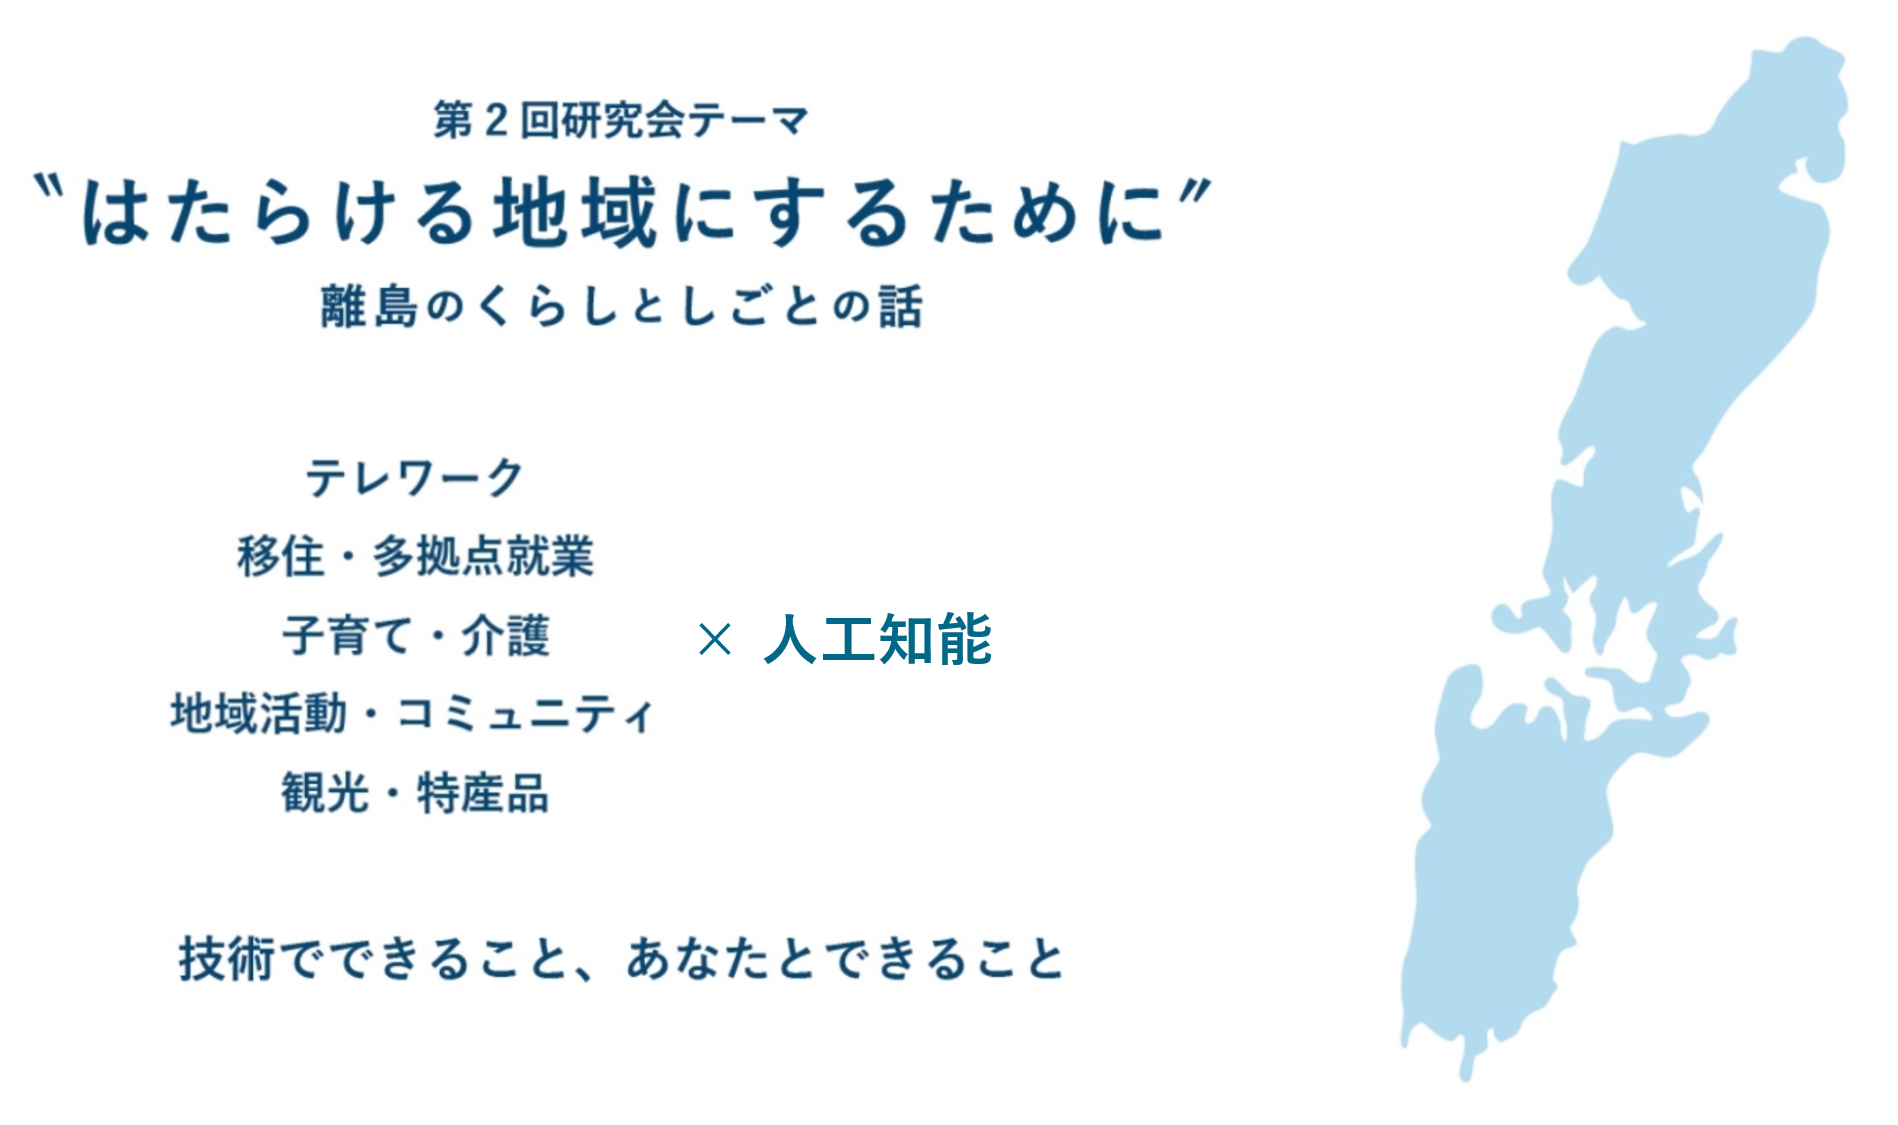 第2回研究会テーマ
〝はたらける地域にするために〞
離島のくらしとしごとの話
テレワーク
移住・多拠点就業
子育て・介護
× 人工知能
地域活動・コミュニティ
観光・特産品
技術でできること、あなたとできること